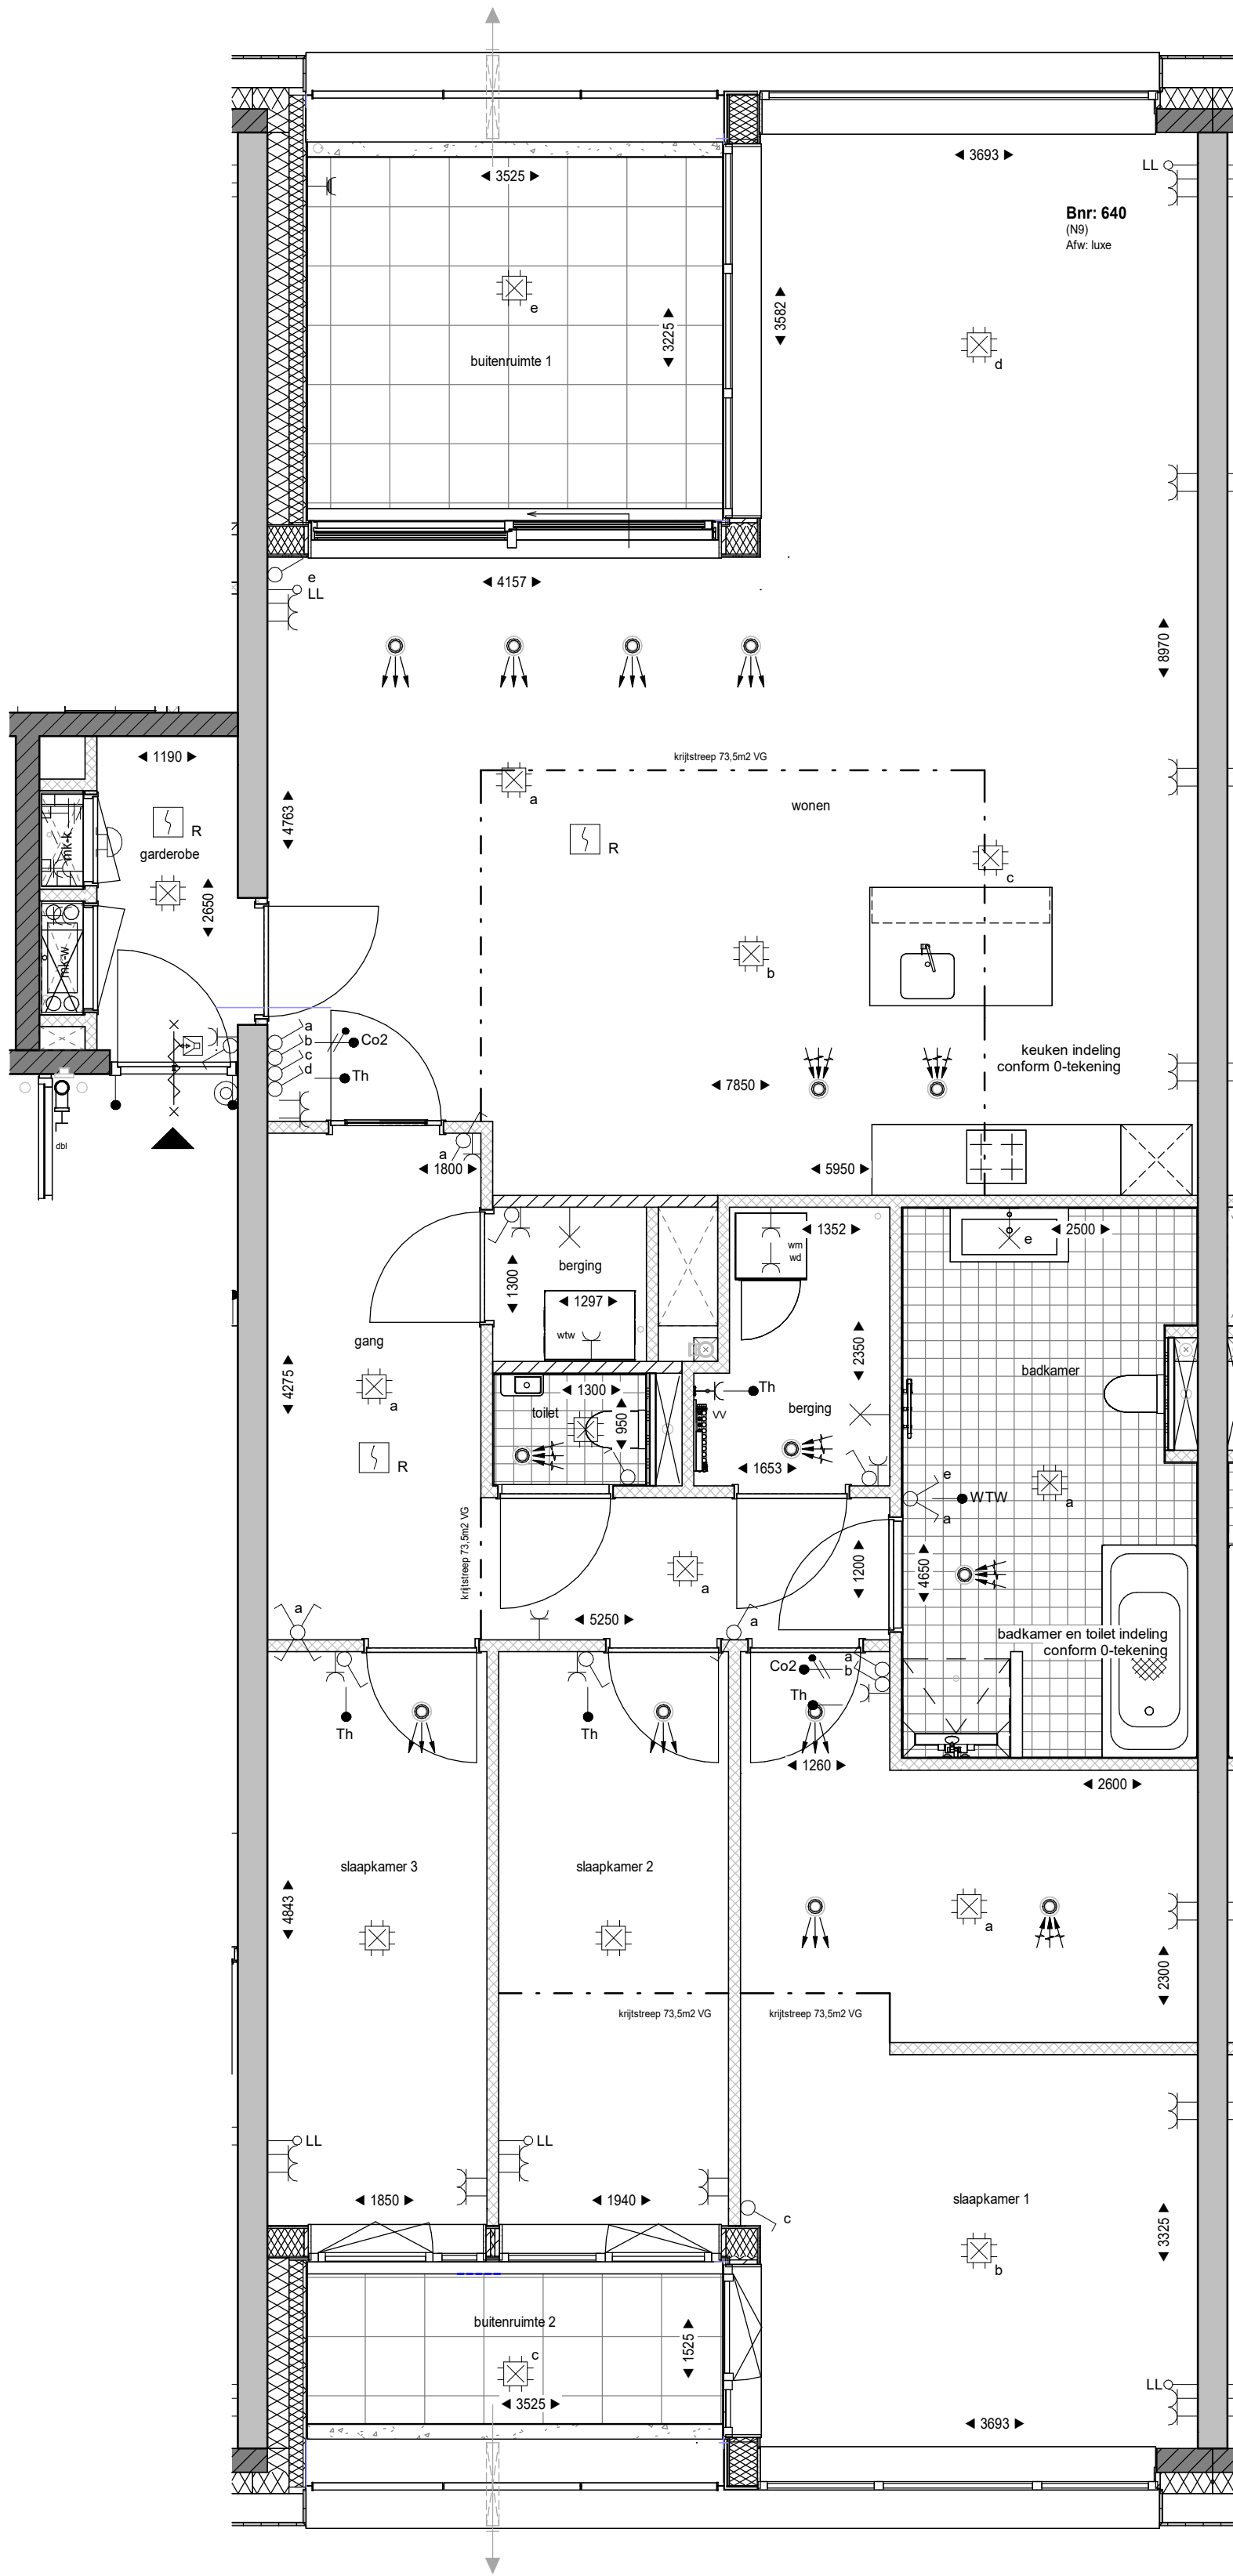 ◄ 3525 ►
◄ 3693 ►
LL
Bnr: 640
(N9)
Afw: luxe
e
◄ 3225 ►
◄ 3582 ►
d
buitenruimte 1
e
LL
◄ 4157 ►
◄ 8970 ►
◄ 1190 ►
krijtstreep 73,5m2 VG
a
wonen
◄ 4763 ►
R
mk-k
garderobe
R
c
◄ 2650 ►
mk-w
b
a
b
c
d
Co2
Th
keuken indeling
conform 0-tekening
◄ 7850 ►
dbl
a
◄ 1800 ►
◄ 5950 ►
◄ 1352 ►
◄ 2500 ►
e
wm
wd
berging
◄ 1300 ►
◄ 1297 ►
wtw
gang
◄ 2350 ►
badkamer
◄ 4275 ►
a
◄ 1300 ►
toilet
◄ 950 ►
Th
VV
berging
R
◄ 1653 ►
e
WTW
a
a
krijtstreep 73,5m2 VG
a
◄ 1200 ►
◄ 4650 ►
a
◄ 5250 ►
a
badkamer en toilet indeling
conform 0-tekening
a
b
Co2
Th
Th
Th
◄ 1260 ►
◄ 2600 ►
slaapkamer 3
slaapkamer 2
◄ 4843 ►
a
◄ 2300 ►
krijtstreep 73,5m2 VG
krijtstreep 73,5m2 VG
LL
LL
◄ 1850 ►
◄ 1940 ►
slaapkamer 1
c
◄ 3325 ►
b
buitenruimte 2
◄ 1525 ►
c
◄ 3525 ►
LL
◄ 3693 ►